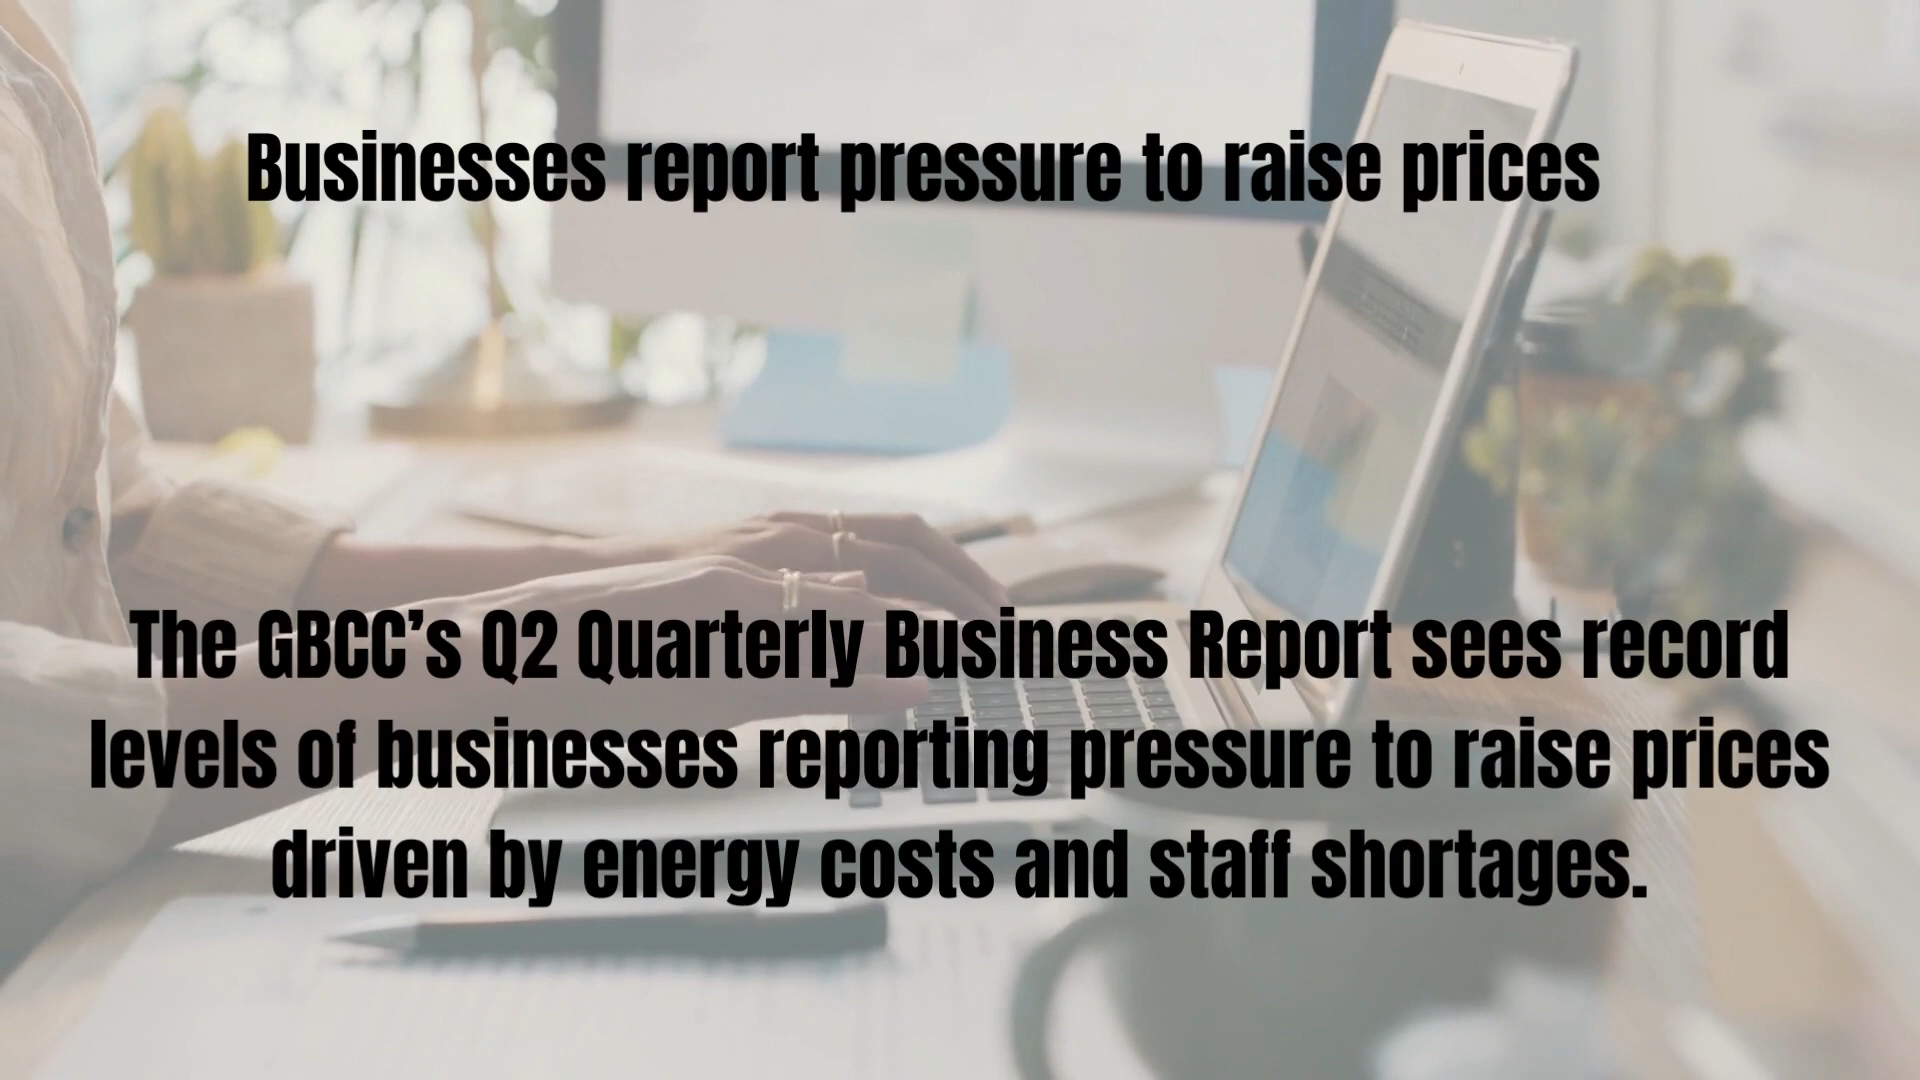 Businesses report pressure to raise prices
The GBCC’s Q2 Quarterly Business Report sees record
levels of businesses reporting pressure to raise prices
driven by energy costs and staff shortages.